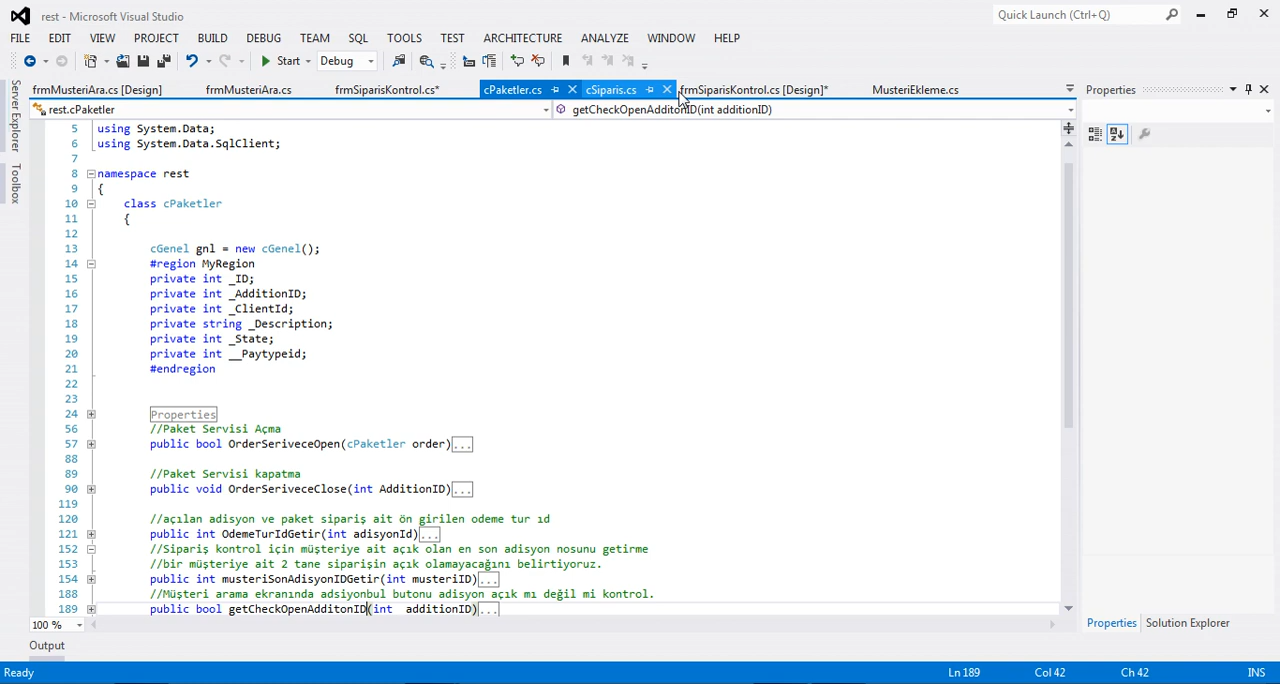 rest - Microsoft Visual Studio
Quick Launch (Ctrl+Q)
FILE EDIT VIEW PROJECT BUILD DEBUG TEAM SQL TOOLS TEST ARCHITECTURE ANALYZE WINDOW HELP
Start Debug
frmMusteriAra.cs [Design] frmMusteriAra.cs frmSiparisKontrol.cs* cPaketler.cs cSiparis.cs frmSiparisKontrol.cs [Design]* MusteriEkleme.cs
Properties
rest.cPaketler getCheckOpenAdditonID(int additionID)
Server Explorer
Toolbox
5 using System.Data;
6 using System.Data.SqlClient;
7
8 namespace rest
9 {
10 class cPaketler
11 {
12
13 cGenel gnl = new cGenel();
14 #region MyRegion
15 private int _ID;
16 private int _AdditionID;
17 private int _ClientId;
18 private string _Description;
19 private int _State;
20 private int __Paytypeid;
21 #endregion
22
23
24 Properties
56 //Paket Servisi Açma
57 public bool OrderSeriveceOpen(cPaketler order)...
88
89 //Paket Servisi kapatma
90 public void OrderSeriveceClose(int AdditionID)...
119
120 //açılan adisyon ve paket sipariş ait ön girilen odeme tur ıd
121 public int OdemeTurIdGetir(int adisyonId)...
152 //Sipariş kontrol için müşteriye ait açık olan en son adisyon nosunu getirme
153 //bir müşteriye ait 2 tane siparişin açık olamayacağını belirtiyoruz.
154 public int musteriSonAdisyonIDGetir(int musteriID)...
188 //Müşteri arama ekranında adsiyonbul butonu adisyon açık mı değil mi kontrol.
189 public bool getCheckOpenAdditonID(int additionID)...
100 %
Properties Solution Explorer
Output
Ready Ln 189 Col 42 Ch 42 INS